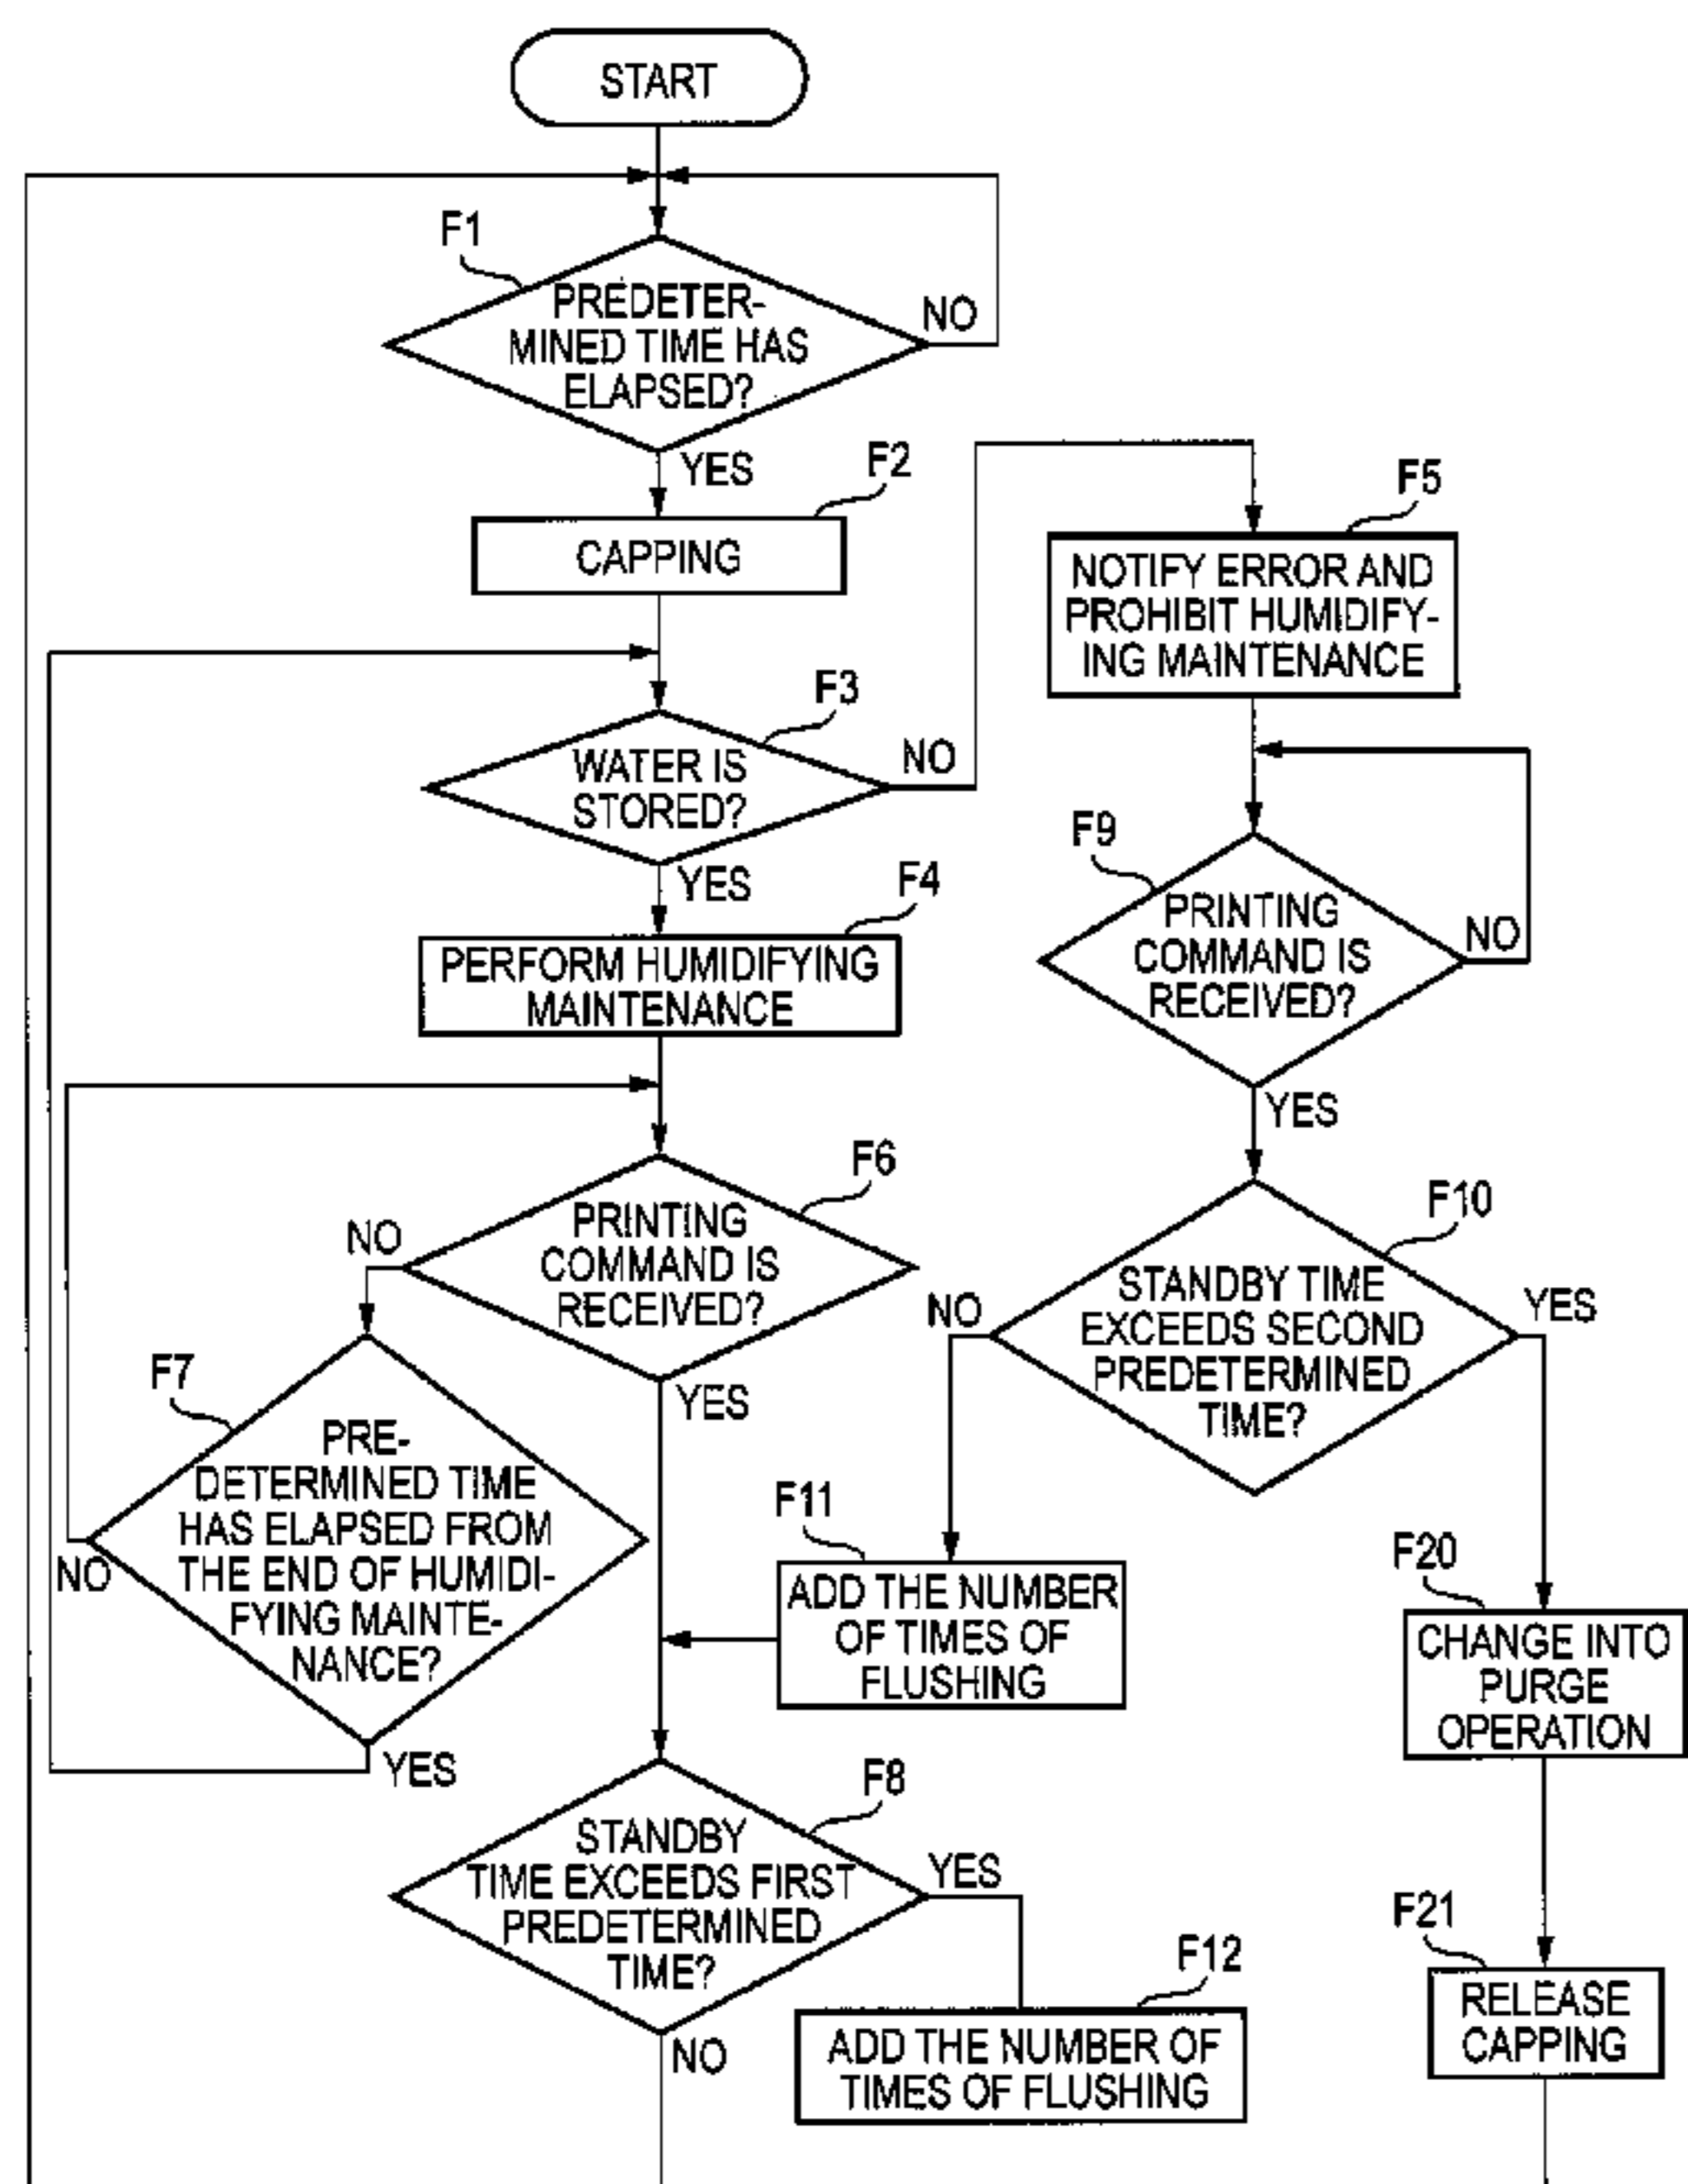 START
F1
PREDETER-
MINED TIME HAS
ELAPSED?
NO
YES
F2
CAPPING
F3
WATER IS
STORED?
NO
YES
F5
NOTIFY ERROR AND
PROHIBIT HUMIDIFY-
ING MAINTENANCE
F4
PERFORM HUMIDIFYING
MAINTENANCE
F9
PRINTING
COMMAND IS
RECEIVED?
NO
YES
F6
PRINTING
COMMAND IS
RECEIVED?
NO
YES
F10
STANDBY TIME
EXCEEDS SECOND
PREDETERMINED
TIME?
NO
YES
F7
PRE-
DETERMINED TIME
HAS ELAPSED FROM
THE END OF HUMIDI-
FYING MAINTE-
NANCE?
NO
YES
F11
ADD THE NUMBER
OF TIMES OF
FLUSHING
F20
CHANGE INTO
PURGE
OPERATION
F8
STANDBY
TIME EXCEEDS FIRST
PREDETERMINED
TIME?
YES
NO
F12
ADD THE NUMBER OF
TIMES OF FLUSHING
F21
RELEASE
CAPPING